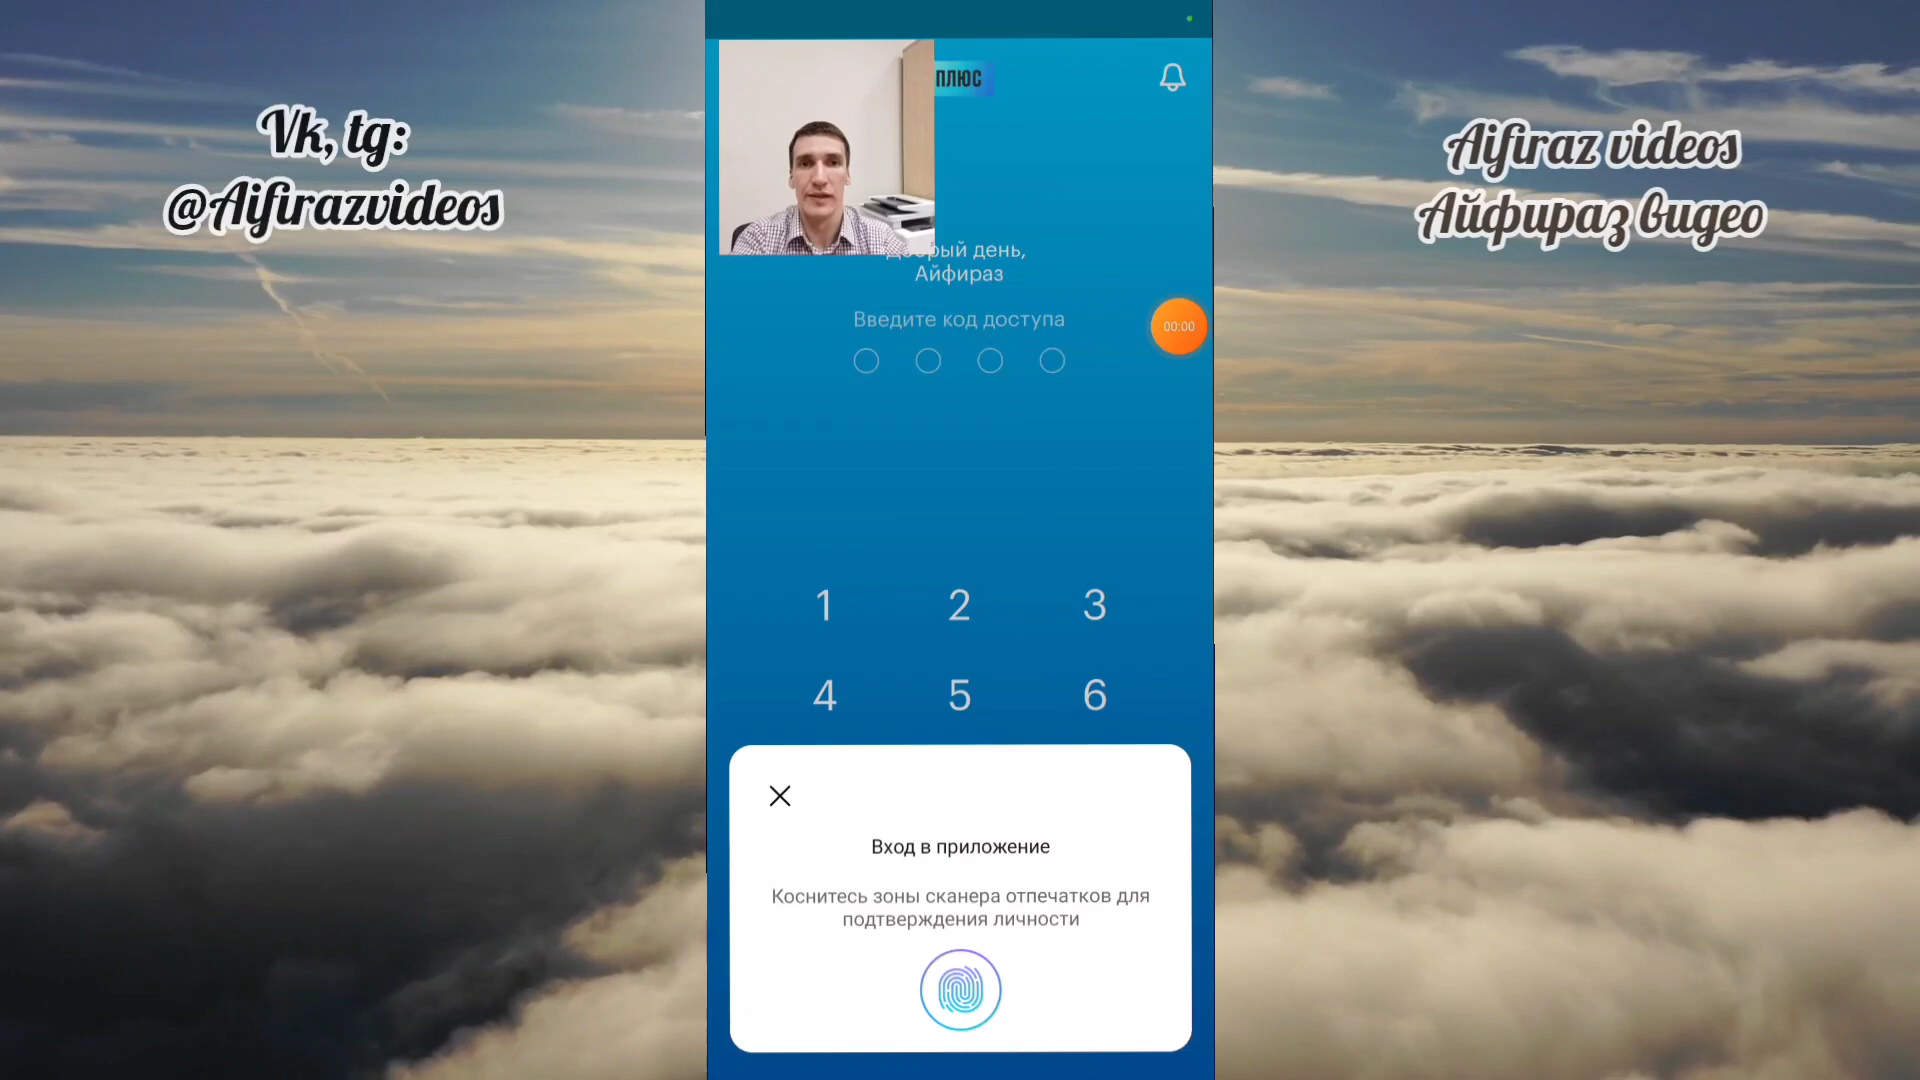 Vk, tg:
@Aifirazvideos
Aifiraz videos
Айфираз видео
ПЛЮС
Добрый день,
Айфираз
Введите код доступа
00:00
1 2 3
4 5 6
Вход в приложение
Коснитесь зоны сканера отпечатков для
подтверждения личности